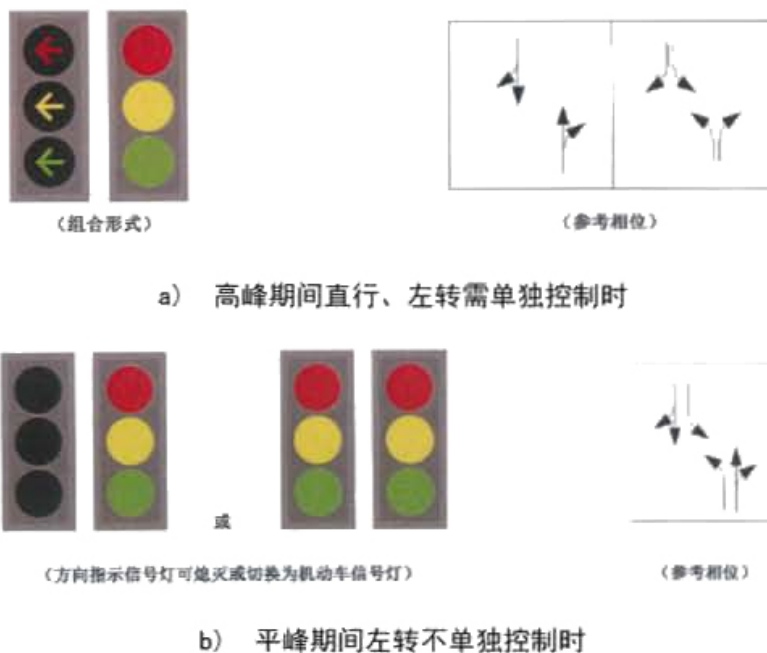 （组合形式）
（参考相位）
a） 高峰期间直行、左转需单独控制时
或
（方向指示信号灯可熄灭或切换为机动车信号灯）
（参考相位）
b） 平峰期间左转不单独控制时